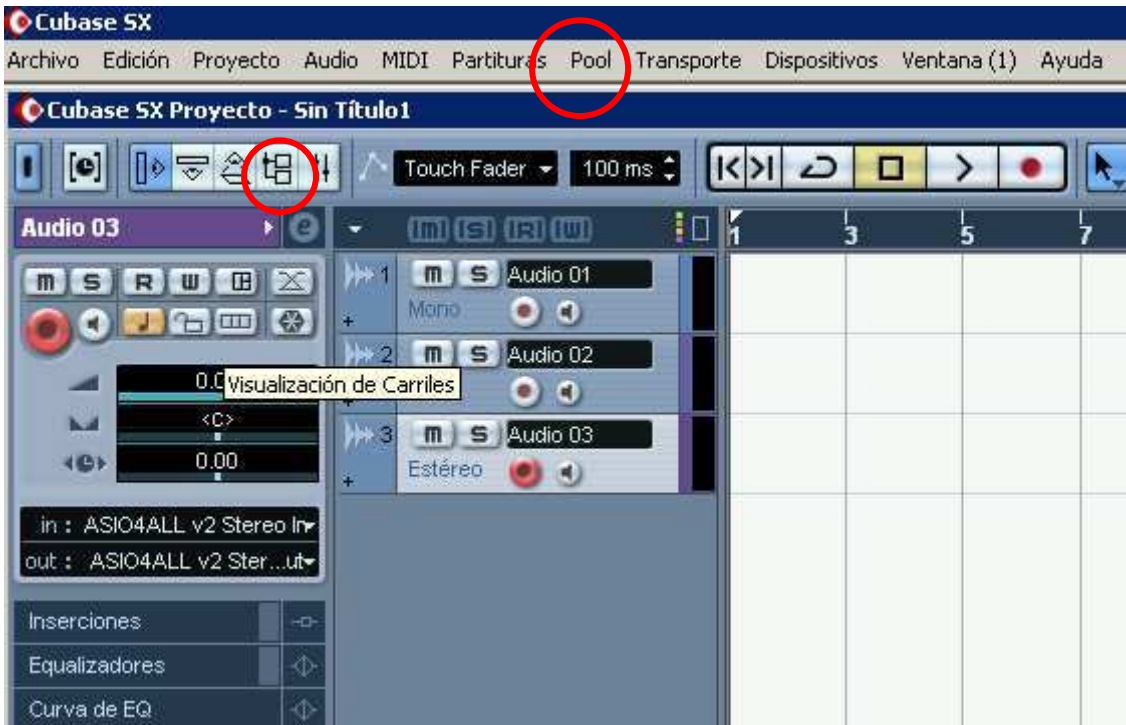 Cubase SX
Archivo Edición Proyecto Audio MIDI Partituras Pool Transporte Dispositivos Ventana (1) Ayuda
Cubase SX Proyecto - Sin Título1
Touch Fader 100 ms
Audio 03 e m S R W 1 3 5 7
m S R W
1 m S Audio 01
Mono
2 m S Audio 02
0.0 Visualización de Carriles
<C>
3 m S Audio 03
0.00 Estéreo
in : ASIO4ALL v2 Stereo In
out : ASIO4ALL v2 Ster...ut
Inserciones
Equalizadores
Curva de EQ